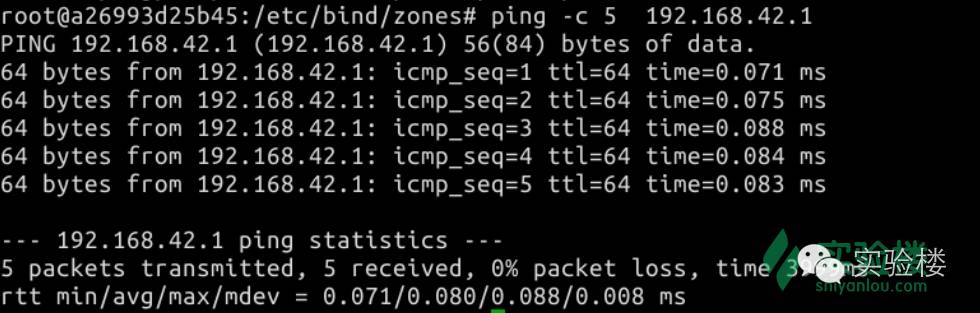 root@a26993d25b45:/etc/bind/zones# ping -c 5  192.168.42.1
PING 192.168.42.1 (192.168.42.1) 56(84) bytes of data.
64 bytes from 192.168.42.1: icmp_seq=1 ttl=64 time=0.071 ms
64 bytes from 192.168.42.1: icmp_seq=2 ttl=64 time=0.075 ms
64 bytes from 192.168.42.1: icmp_seq=3 ttl=64 time=0.088 ms
64 bytes from 192.168.42.1: icmp_seq=4 ttl=64 time=0.084 ms
64 bytes from 192.168.42.1: icmp_seq=5 ttl=64 time=0.083 ms
--- 192.168.42.1 ping statistics ---
5 packets transmitted, 5 received, 0% packet loss, time
rtt min/avg/max/mdev = 0.071/0.080/0.088/0.008 ms
实验楼
实验楼
shiyanlou.com